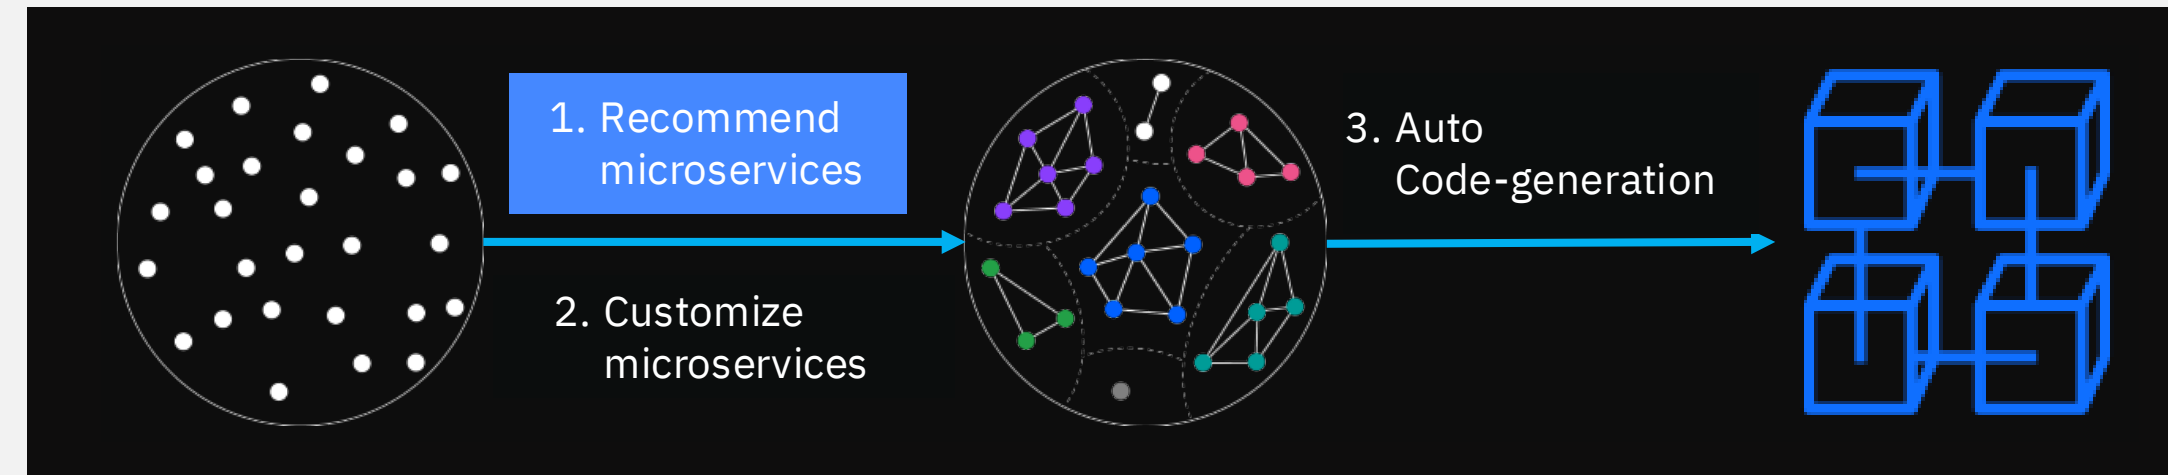 1. Recommend
microservices
2. Customize
microservices
3. Auto
Code-generation